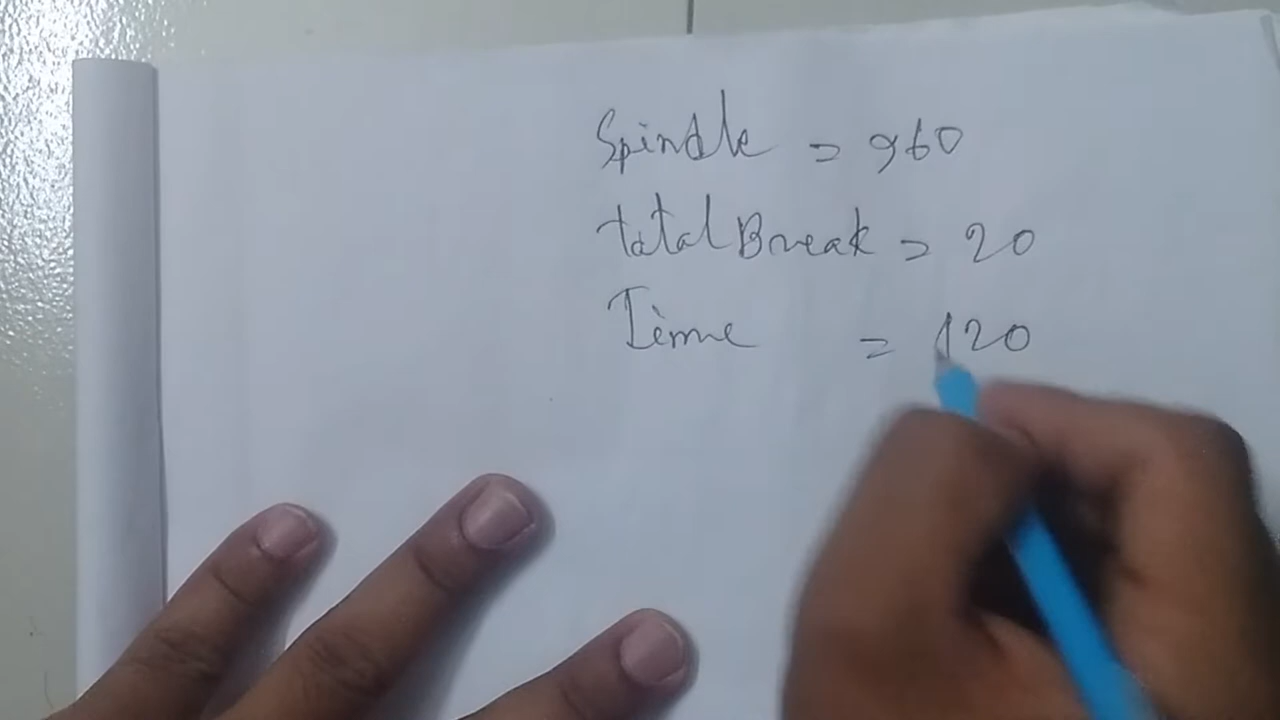 Spindle = 960
total Break = 20
Time = 120